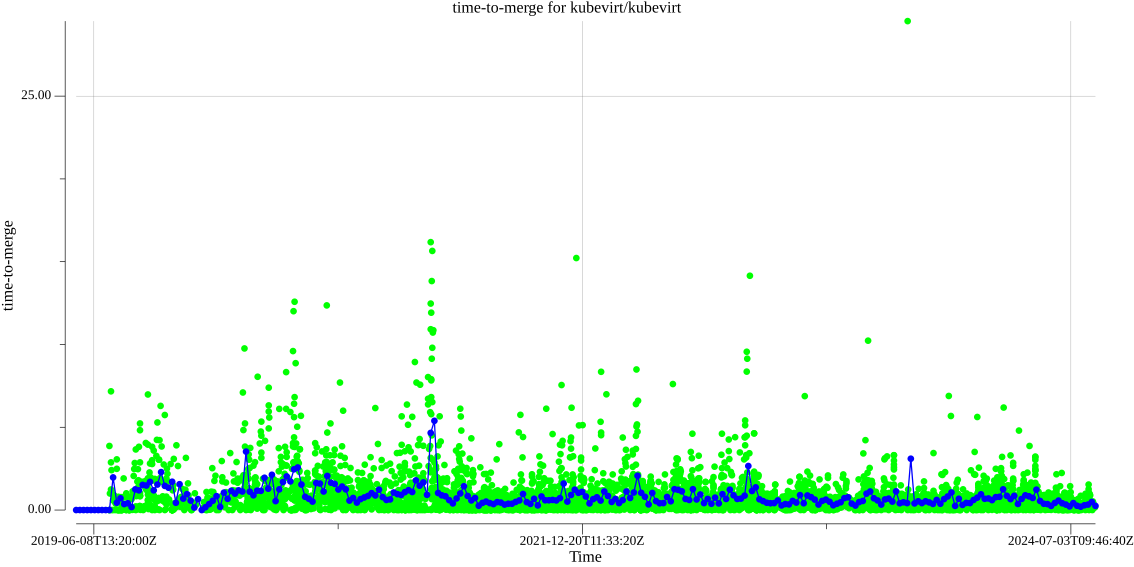 time-to-merge for kubevirt/kubevirt
25.00
time-to-merge
0.00
2019-06-08T13:20:00Z
2021-12-20T11:33:20Z
2024-07-03T09:46:40Z
Time